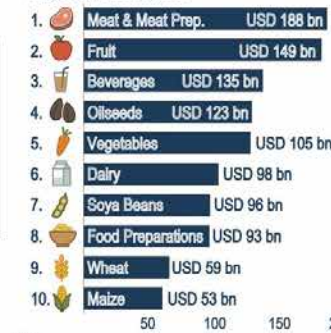 1. Meat & Meat Prep. USD 188 bn
2. Fruit USD 149 bn
3. Beverages USD 135 bn
4. Oilseeds USD 123 bn
5. Vegetables USD 105 bn
6. Dairy USD 98 bn
7. Soya Beans USD 96 bn
8. Food Preparations USD 93 bn
9. Wheat USD 59 bn
10. Maize USD 53 bn
50 100 150